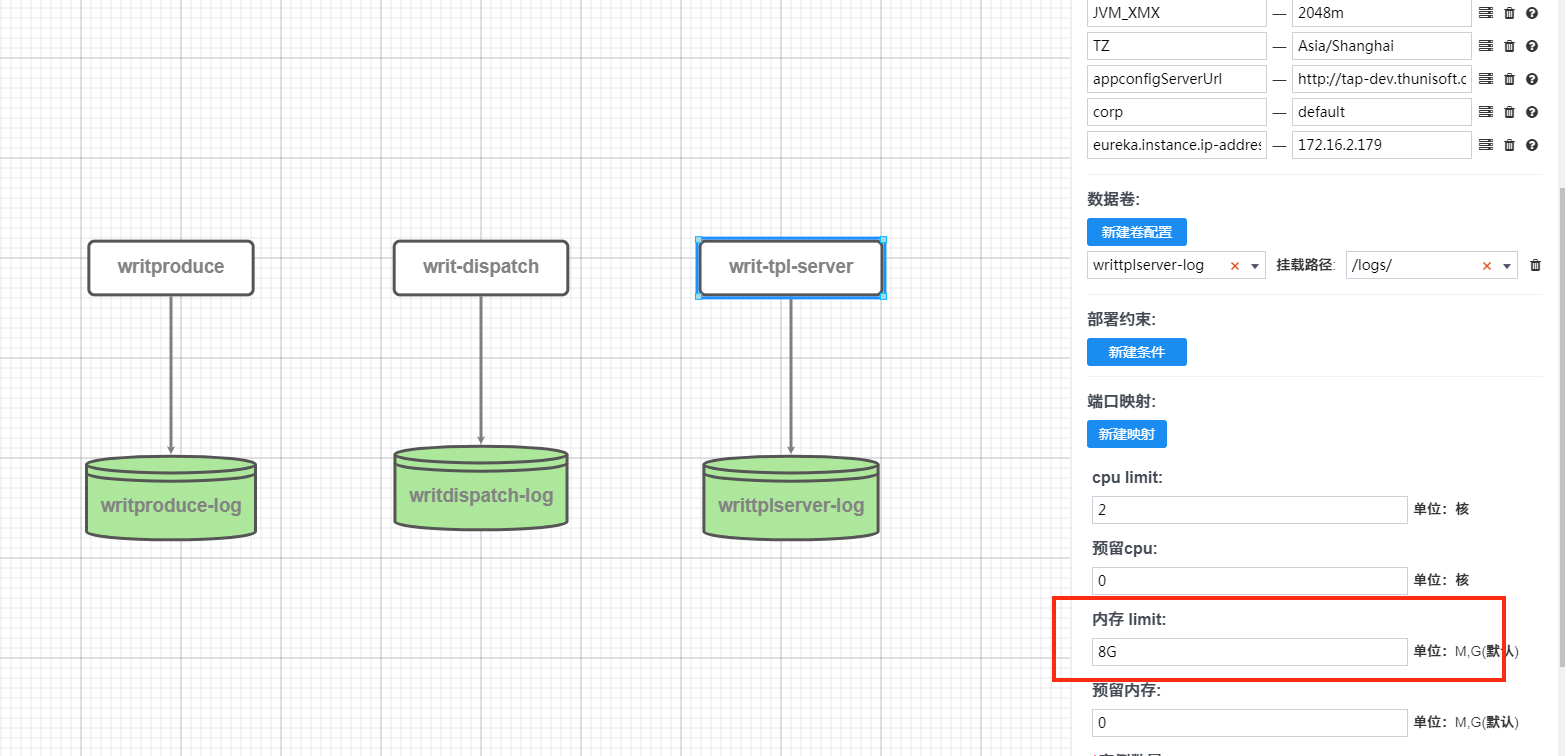 writproduce
writ-dispatch
writ-tpl-server
writproduce-log
writdispatch-log
writtplserver-log
JVM_XMX — 2048m
TZ — Asia/Shanghai
appconfigServerUrl — http://tap-dev.thunisoft.c
corp — default
eureka.instance.ip-addres — 172.16.2.179
数据卷:
新建卷配置
writtplserver-log × 挂载路径: /logs/ ×
部署约束:
新建条件
端口映射:
新建映射
cpu limit:
2 单位：核
预留cpu:
0 单位：核
内存 limit:
8G 单位：M,G(默认)
预留内存:
0 单位：M,G(默认)